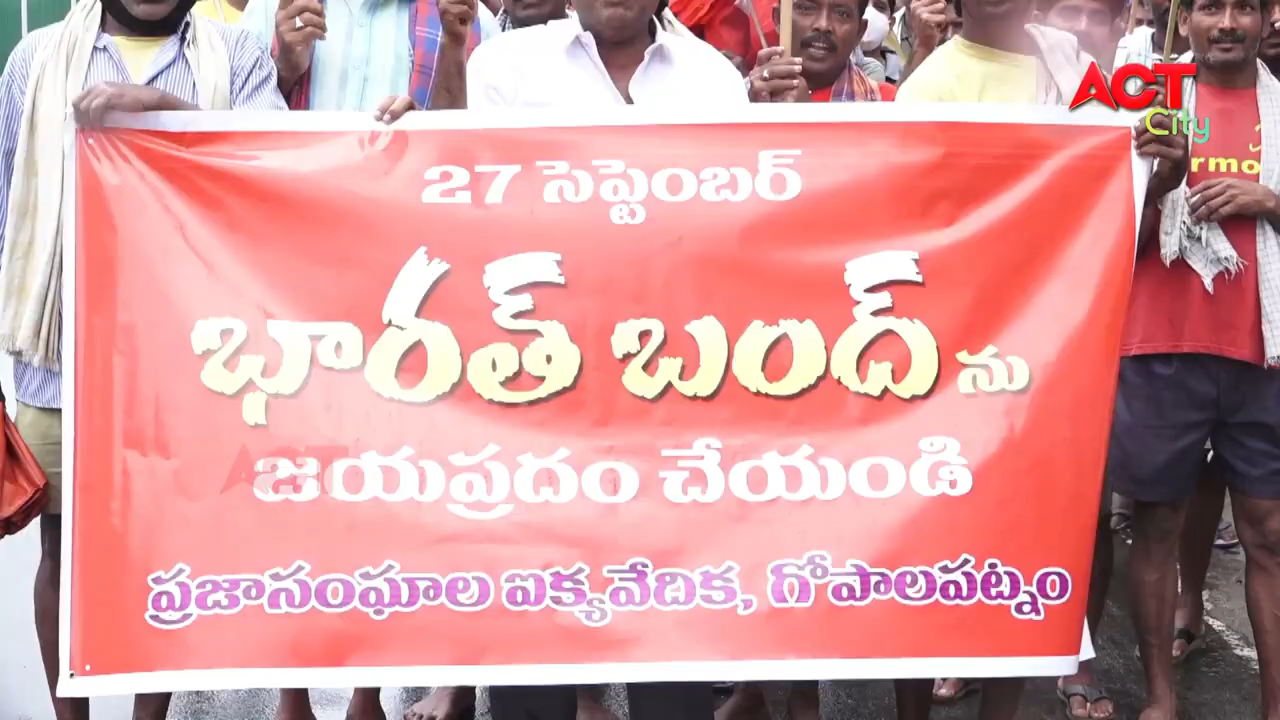 ACT
City
27 సెప్టెంబర్
భారత్ బంద్ ను
జయప్రదం చేయండి
ప్రజాసంఘాల ఐక్యవేదిక, గోపాలపట్నం